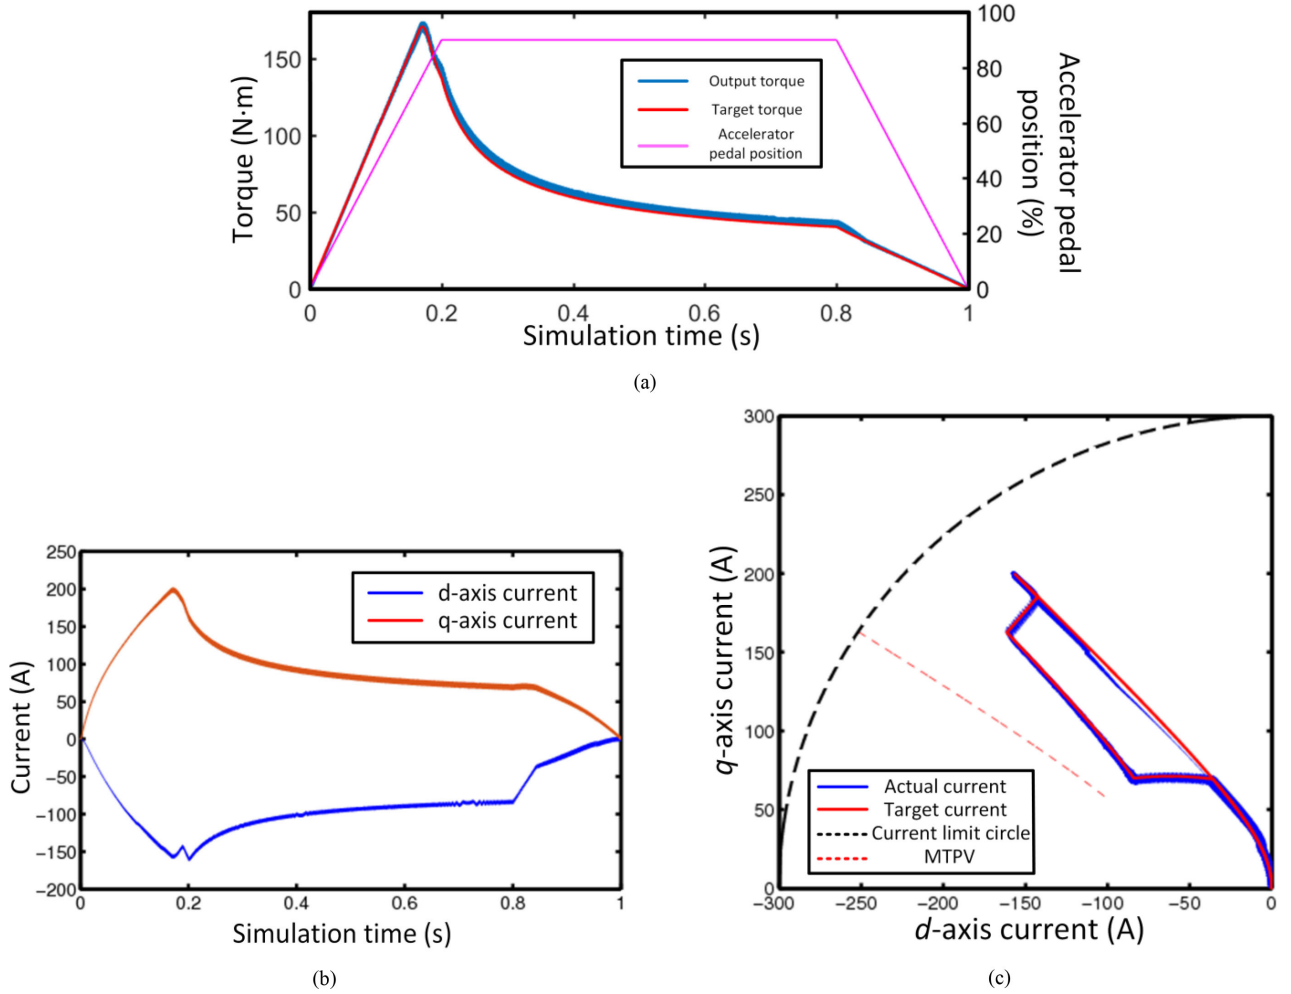 Torque (N·m)
150
100
50
0
100
80
60
40
20
0
Accelerator pedal
position (%)
Output torque
Target torque
Accelerator
pedal position
0
0.2
0.4
0.6
0.8
1
Simulation time (s)
(a)
Current (A)
250
200
150
100
50
0
−50
−100
−150
−200
d-axis current
q-axis current
0
0.2
0.4
0.6
0.8
1
Simulation time (s)
(b)
q-axis current (A)
300
250
200
150
100
50
0
Actual current
Target current
Current limit circle
MTPV
−300
−250
−200
−150
−100
−50
0
d-axis current (A)
(c)